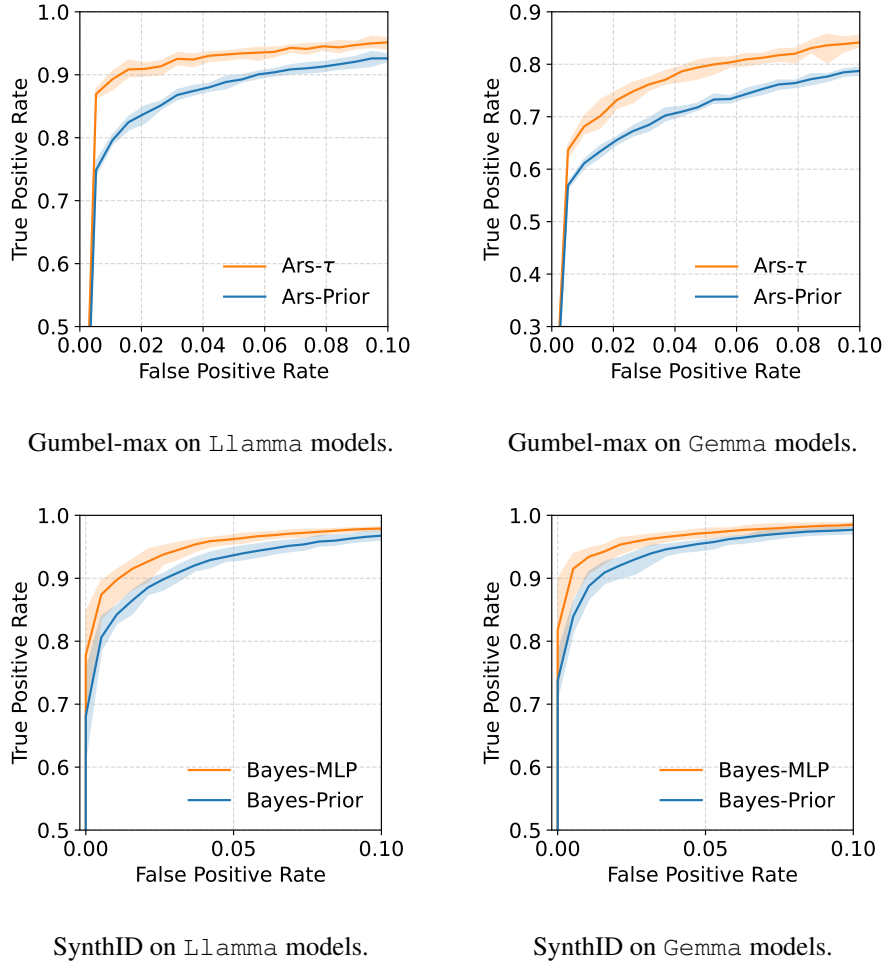 1.0
0.9
0.8
0.7
0.6
0.5
0.00 0.02 0.04 0.06 0.08 0.10
True Positive Rate
False Positive Rate
Ars-τ
Ars-Prior
Gumbel-max on Llamma models.
0.9
0.8
0.7
0.6
0.5
0.4
0.3
0.00 0.02 0.04 0.06 0.08 0.10
True Positive Rate
False Positive Rate
Ars-τ
Ars-Prior
Gumbel-max on Gemma models.
1.0
0.9
0.8
0.7
0.6
0.5
0.00 0.05 0.10
True Positive Rate
False Positive Rate
Bayes-MLP
Bayes-Prior
SynthID on Llamma models.
1.0
0.9
0.8
0.7
0.6
0.5
0.00 0.05 0.10
True Positive Rate
False Positive Rate
Bayes-MLP
Bayes-Prior
SynthID on Gemma models.